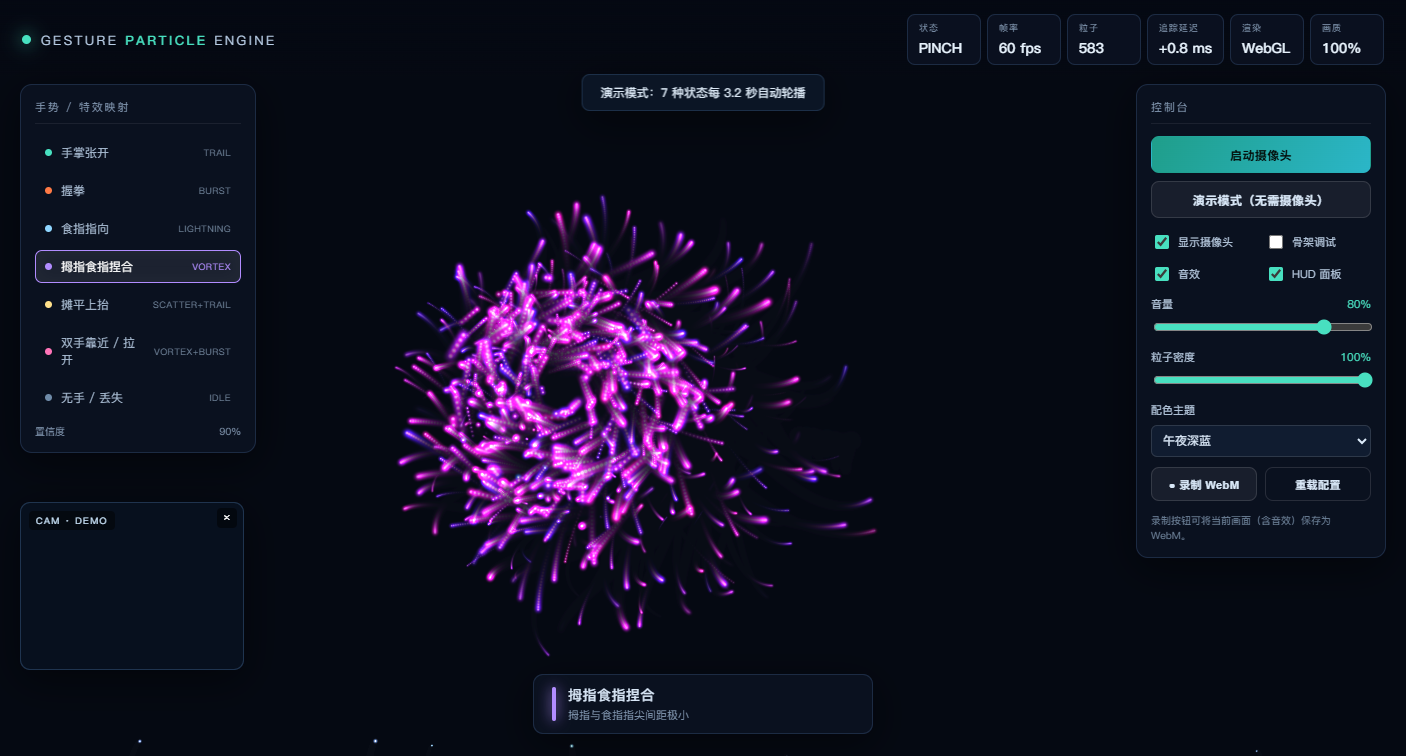 GESTURE PARTICLE ENGINE
状态
PINCH
帧率
60 fps
粒子
583
追踪延迟
+0.8 ms
渲染
WebGL
画质
100%
演示模式：7 种状态每 3.2 秒自动轮播
手势 / 特效映射
手掌张开 TRAIL
握拳 BURST
食指指向 LIGHTNING
拇指食指捏合 VORTEX
摊平上抬 SCATTER+TRAIL
双手靠近 / 拉
开 VORTEX+BURST
无手 / 丢失 IDLE
置信度 90%
CAM · DEMO ×
控制台
启动摄像头
演示模式（无需摄像头）
显示摄像头 骨架调试
音效 HUD 面板
音量 80%
粒子密度 100%
配色主题
午夜深蓝
● 录制 WebM 重载配置
录制按钮可将当前画面（含音效）保存为
WebM。
拇指食指捏合
拇指与食指指尖间距极小